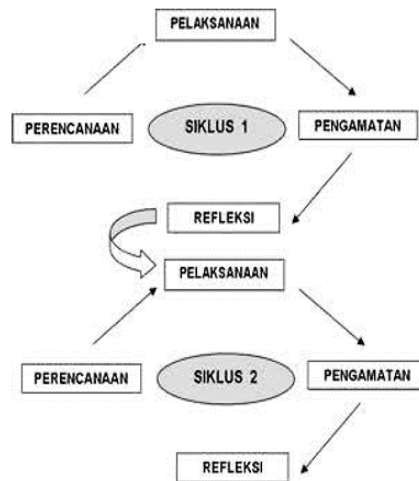 PELAKSANAAN
PERENCANAAN
SIKLUS 1
PENGAMATAN
REFLEKSI
PELAKSANAAN
PERENCANAAN
SIKLUS 2
PENGAMATAN
REFLEKSI